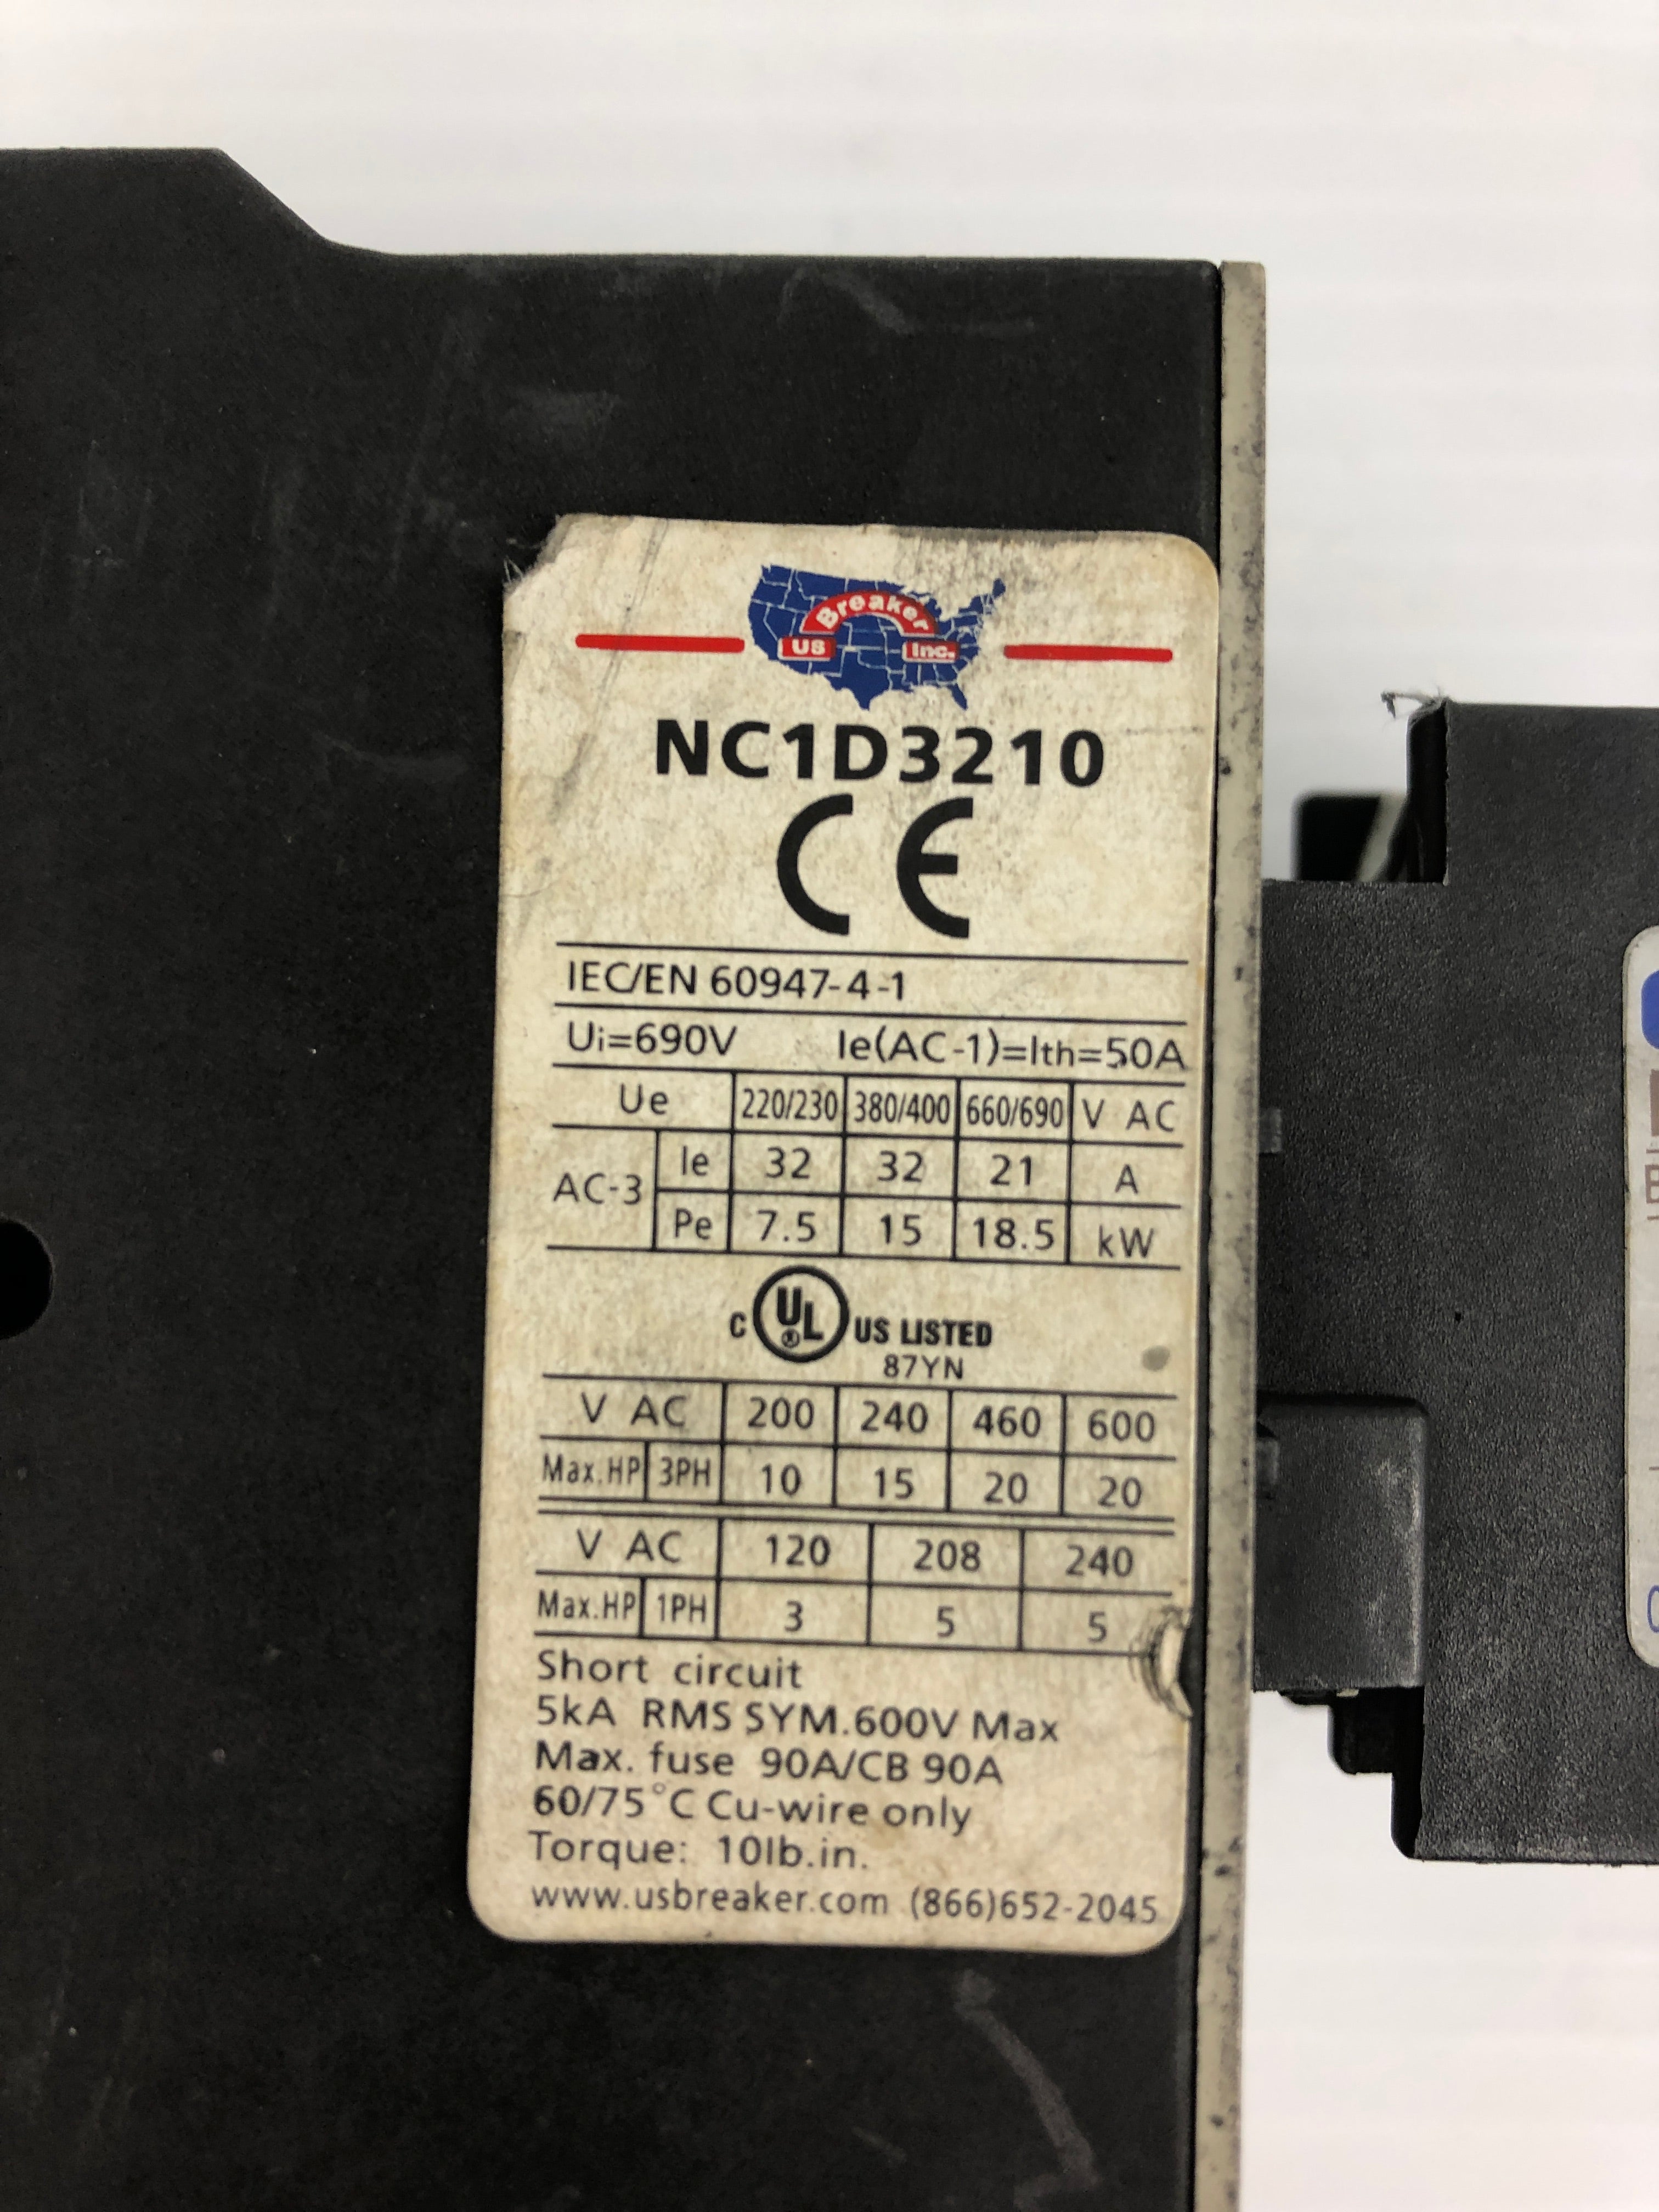 Breaker
US Inc.
NC1D3210
CE
IEC/EN 60947-4-1
Ui=690V Ie(AC-1)=Ith=50A
Ue 220/230 380/400 660/690 V AC
AC-3 Ie 32 32 21 A
Pe 7.5 15 18.5 kW
C UL ® US LISTED
87YN
V AC 200 240 460 600
Max.HP 3PH 10 15 20 20
V AC 120 208 240
Max.HP 1PH 3 5 5
Short circuit
5kA RMS SYM.600V Max
Max. fuse 90A/CB 90A
60/75°C Cu-wire only
Torque: 10lb.in.
www.usbreaker.com (866)652-2045